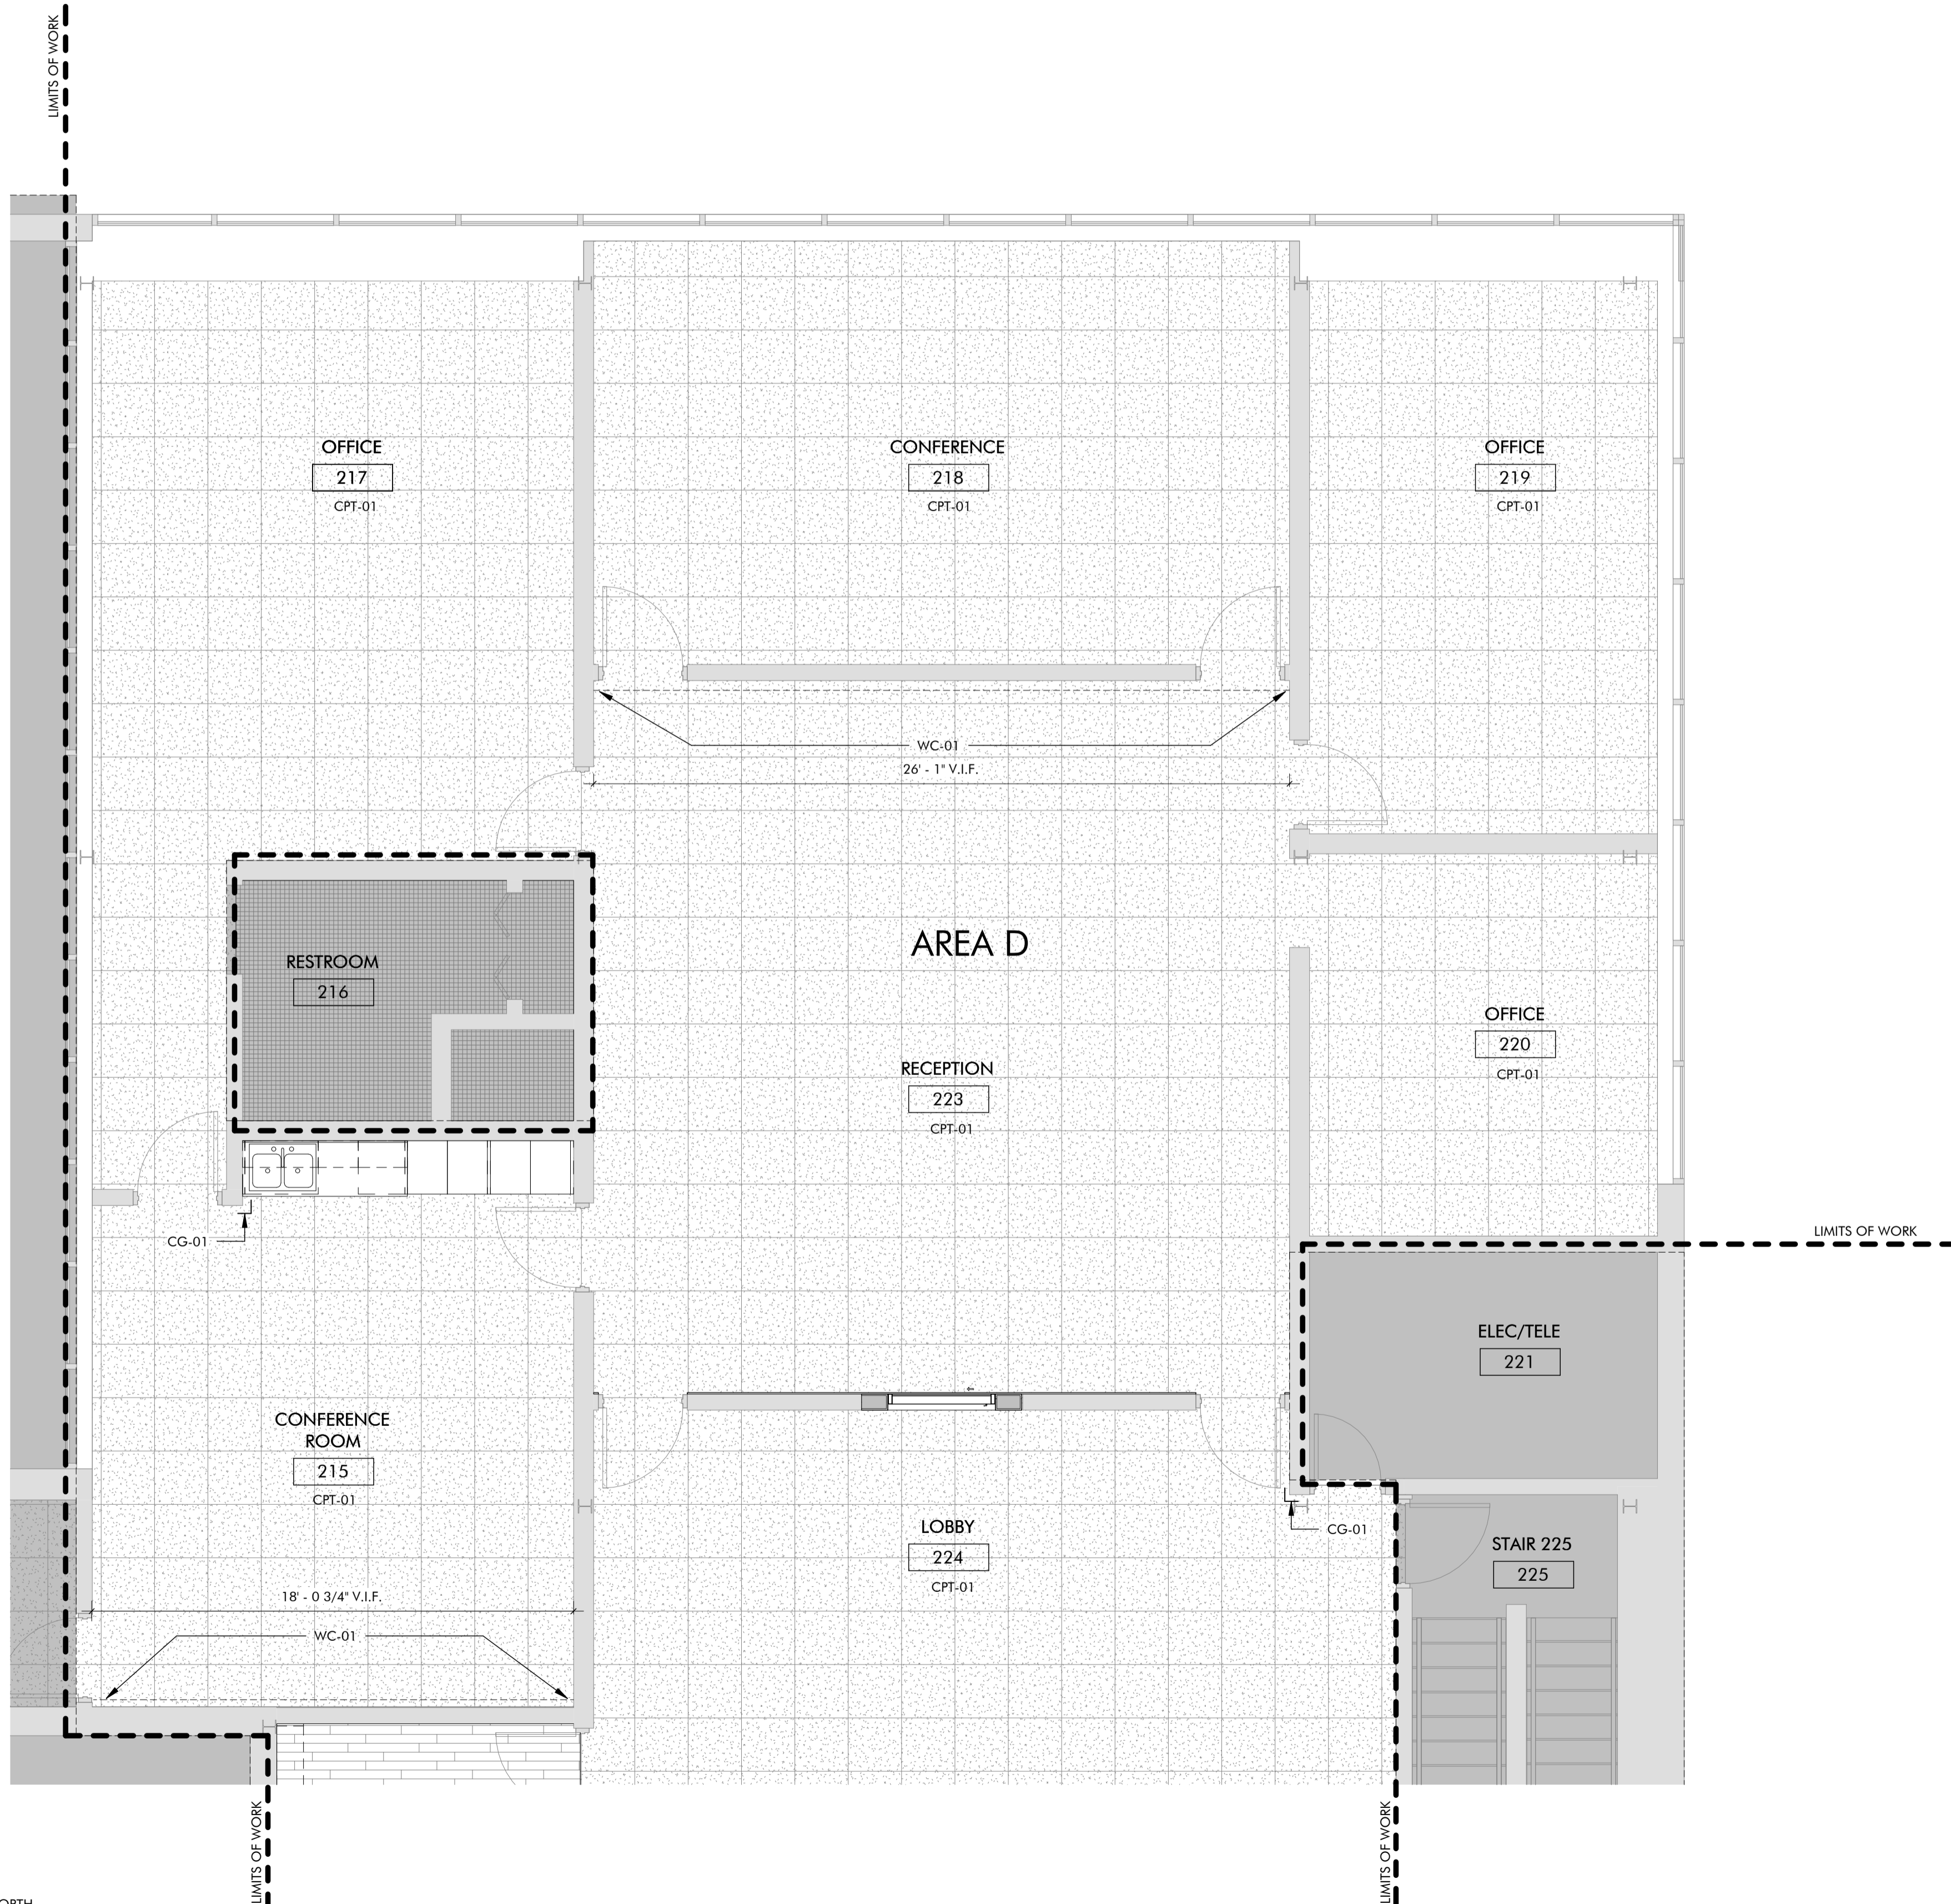 LIMITS OF WORK
OFFICE
217
CPT-01
CONFERENCE
218
CPT-01
OFFICE
219
CPT-01
WC-01
26' - 1" V.I.F.
AREA D
RESTROOM
216
OFFICE
220
CPT-01
RECEPTION
223
CPT-01
CG-01
LIMITS OF WORK
ELEC/TELE
221
CONFERENCE
ROOM
215
CPT-01
LOBBY
224
CPT-01
CG-01
STAIR 225
225
18' - 0 3/4" V.I.F.
WC-01
LIMITS OF WORK
LIMITS OF WORK